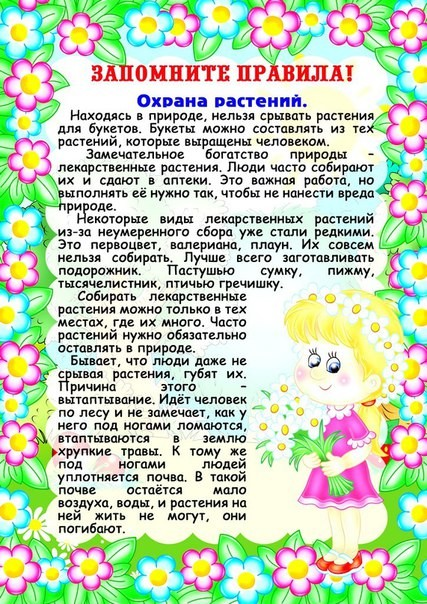 ЗАПОМНИТЕ ПРАВИЛА!
Охрана растений.
Находясь в природе, нельзя срывать растения
для букетов. Букеты можно составлять из тех
растений, которые выращены человеком.
Замечательное богатство природы -
лекарственные растения. Люди часто собирают
их и сдают в аптеки. Это важная работа, но
выполнять её нужно так, чтобы не нанести вреда
природе.
Некоторые виды лекарственных растений
из-за неумеренного сбора уже стали редкими.
Это первоцвет, валериана, плаун. Их совсем
нельзя собирать. Лучше всего заготавливать
подорожник. Пастушью сумку, пижму,
тысячелистник, птичью гречишку.
Собирать лекарственные
растения можно только в тех
местах, где их много. Часто
растений нужно обязательно
оставлять в природе.
Бывает, что люди даже не
срывая растения, губят их.
Причина этого -
вытаптывание. Идёт человек
по лесу и не замечает, как у
него под ногами ломаются,
втаптываются в землю
хрупкие травы. К тому же
под ногами людей
уплотняется почва. В такой
почве остаётся мало
воздуха, воды, и растения на
ней жить не могут, они
погибают.